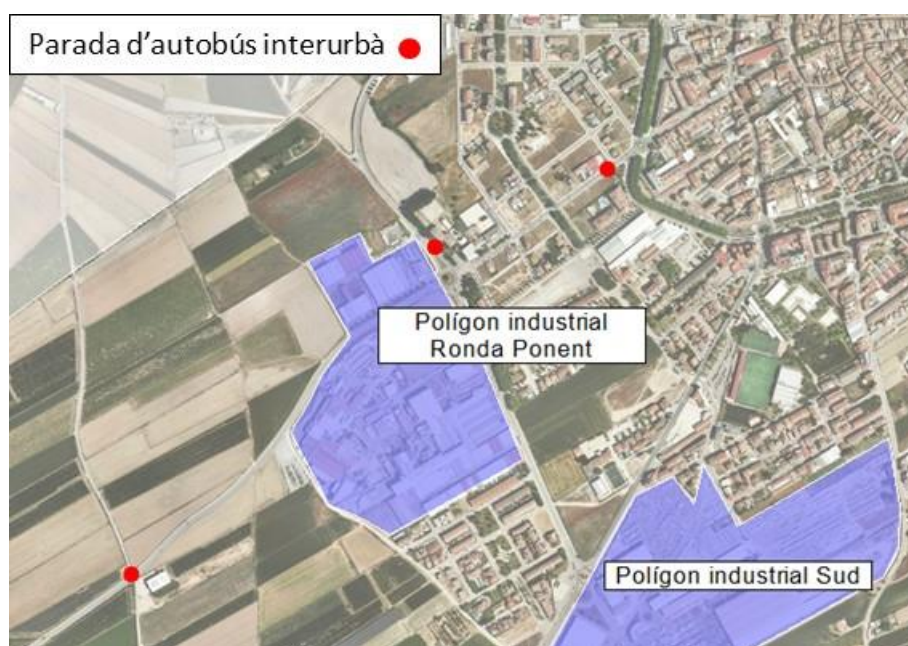 Parada d'autobús interurbà
Polígon industrial
Ronda Ponent
Polígon industrial Sud